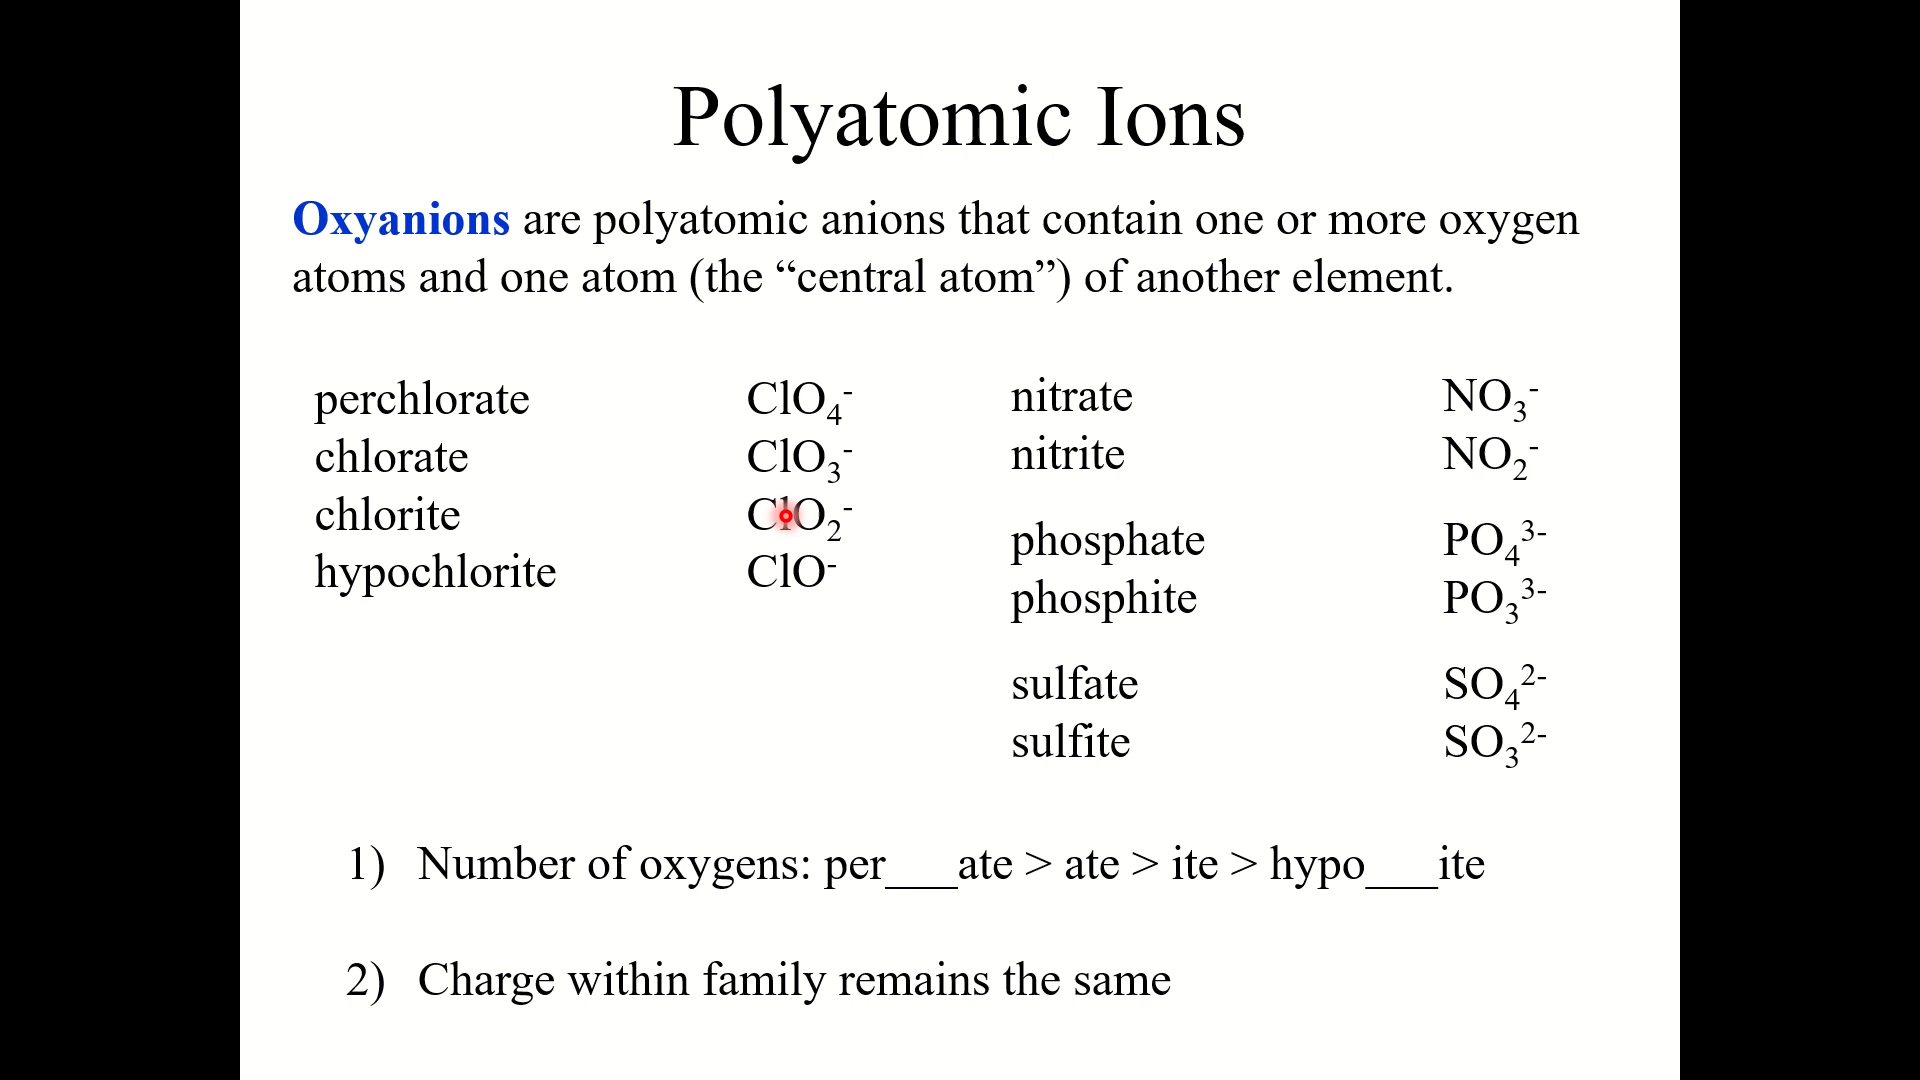 Polyatomic Ions
Oxyanions are polyatomic anions that contain one or more oxygen
atoms and one atom (the “central atom”) of another element.
perchlorate ClO₄⁻
chlorate ClO₃⁻
chlorite ClO₂⁻
hypochlorite ClO⁻
nitrate NO₃⁻
nitrite NO₂⁻
phosphate PO₄³⁻
phosphite PO₃³⁻
sulfate SO₄²⁻
sulfite SO₃²⁻
1) Number of oxygens: per___ate > ate > ite > hypo___ite
2) Charge within family remains the same